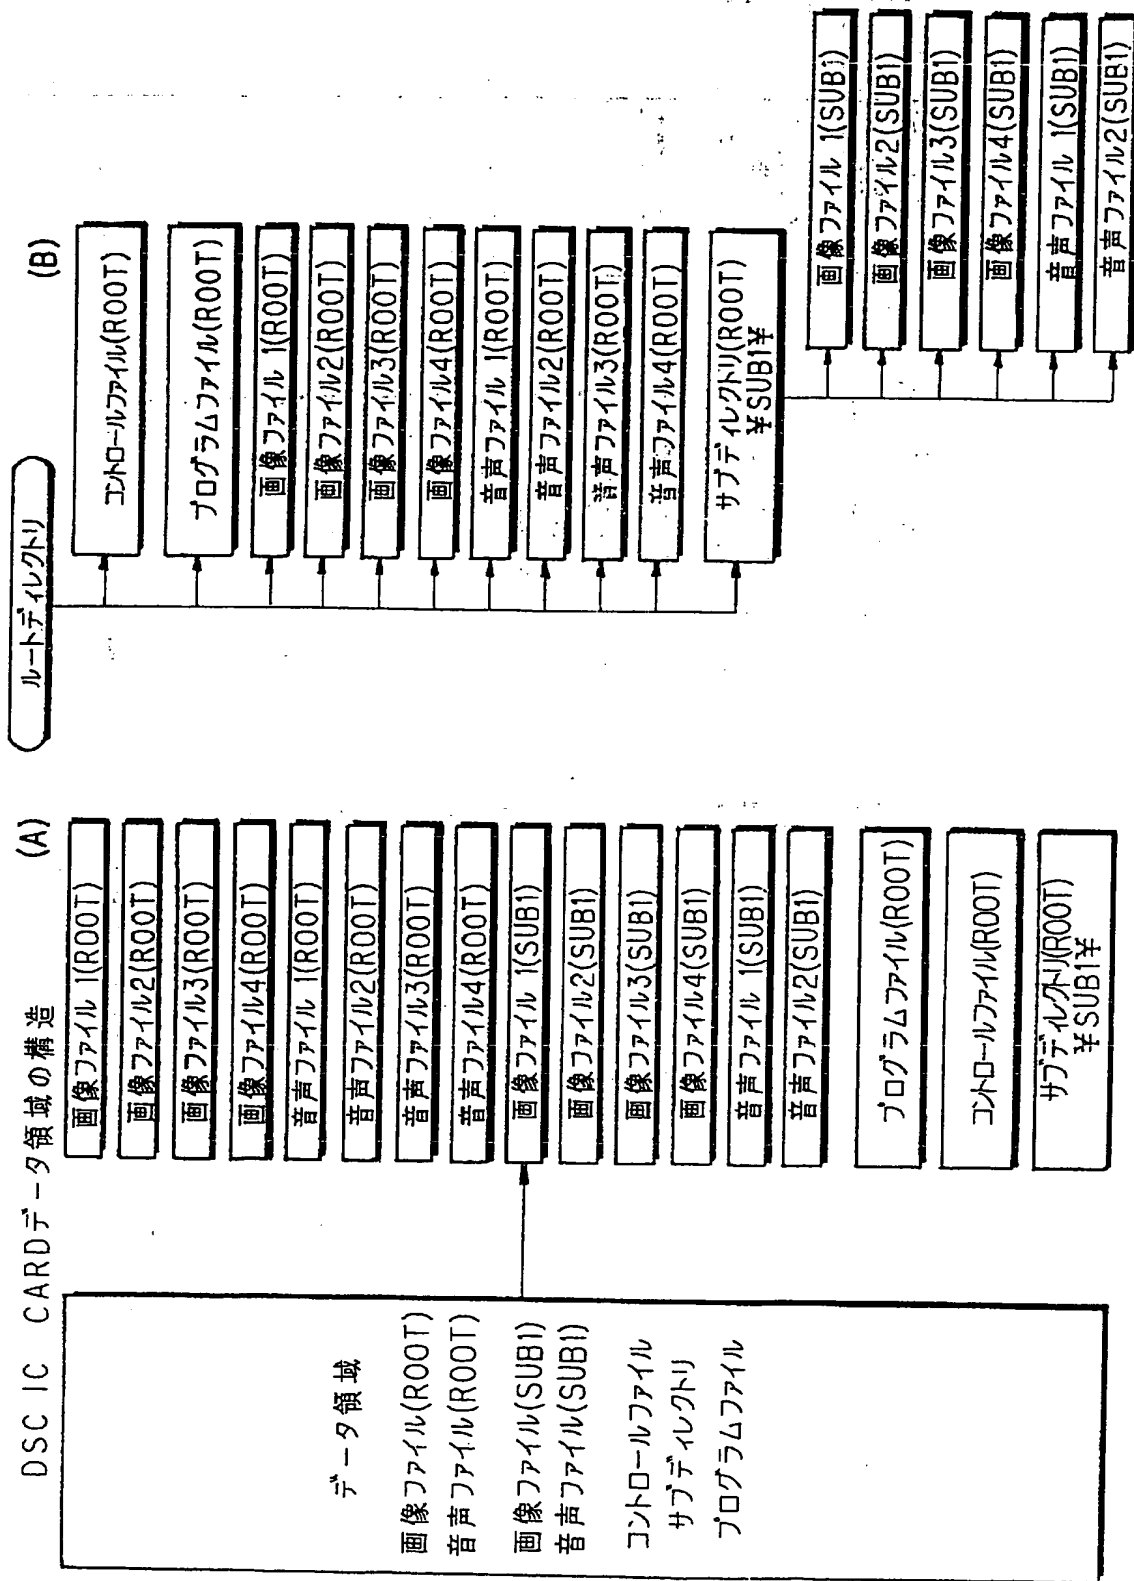 DSC IC CARDデータ領域の構造
データ領域
画像ファイル(ROOT)
音声ファイル(ROOT)
画像ファイル(SUB1)
音声ファイル(SUB1)
コントロールファイル
サブディレクトリ
プログラムファイル
(A)
画像ファイル1(ROOT)
画像ファイル2(ROOT)
画像ファイル3(ROOT)
画像ファイル4(ROOT)
音声ファイル1(ROOT)
音声ファイル2(ROOT)
音声ファイル3(ROOT)
音声ファイル4(ROOT)
画像ファイル1(SUB1)
画像ファイル2(SUB1)
画像ファイル3(SUB1)
画像ファイル4(SUB1)
音声ファイル1(SUB1)
音声ファイル2(SUB1)
プログラムファイル(ROOT)
コントロールファイル(ROOT)
サブディレクトリ(ROOT)
¥SUB1¥
(B)
ルートディレクトリ
コントロールファイル(ROOT)
プログラムファイル(ROOT)
画像ファイル1(ROOT)
画像ファイル2(ROOT)
画像ファイル3(ROOT)
画像ファイル4(ROOT)
音声ファイル1(ROOT)
音声ファイル2(ROOT)
音声ファイル3(ROOT)
音声ファイル4(ROOT)
サブディレクトリ(ROOT)
¥SUB1¥
画像ファイル1(SUB1)
画像ファイル2(SUB1)
画像ファイル3(SUB1)
画像ファイル4(SUB1)
音声ファイル1(SUB1)
音声ファイル2(SUB1)